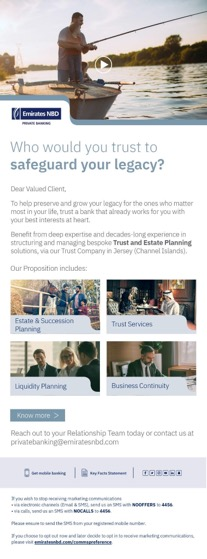 Emirates NBD
PRIVATE BANKING
Who would you trust to
safeguard your legacy?
Dear Valued Client,
To help preserve and grow your legacy for the ones who matter
most in your life, trust a bank that already works for you with
your best interests at heart.
Benefit from deep expertise and decades-long experience in
structuring and managing bespoke Trust and Estate Planning
solutions, via our Trust Company in Jersey (Channel Islands).
Our Proposition includes:
Estate & Succession
Planning
Trust Services
Liquidity Planning
Business Continuity
Know more >
Reach out to your Relationship Team today or contact us at
privatebanking@emiratesnbd.com
Get mobile banking
Key Facts Statement
If you wish to stop receiving marketing communications
• via electronic channels (Email & SMS), send us an SMS with NOOFFERS to 4456
• via calls, send us an SMS with NOCALLS to 4456
Please ensure to send the SMS from your registered mobile number.
If you choose to opt out now and later decide to opt in to receive marketing communications,
please visit emiratesnbd.com/commspreference